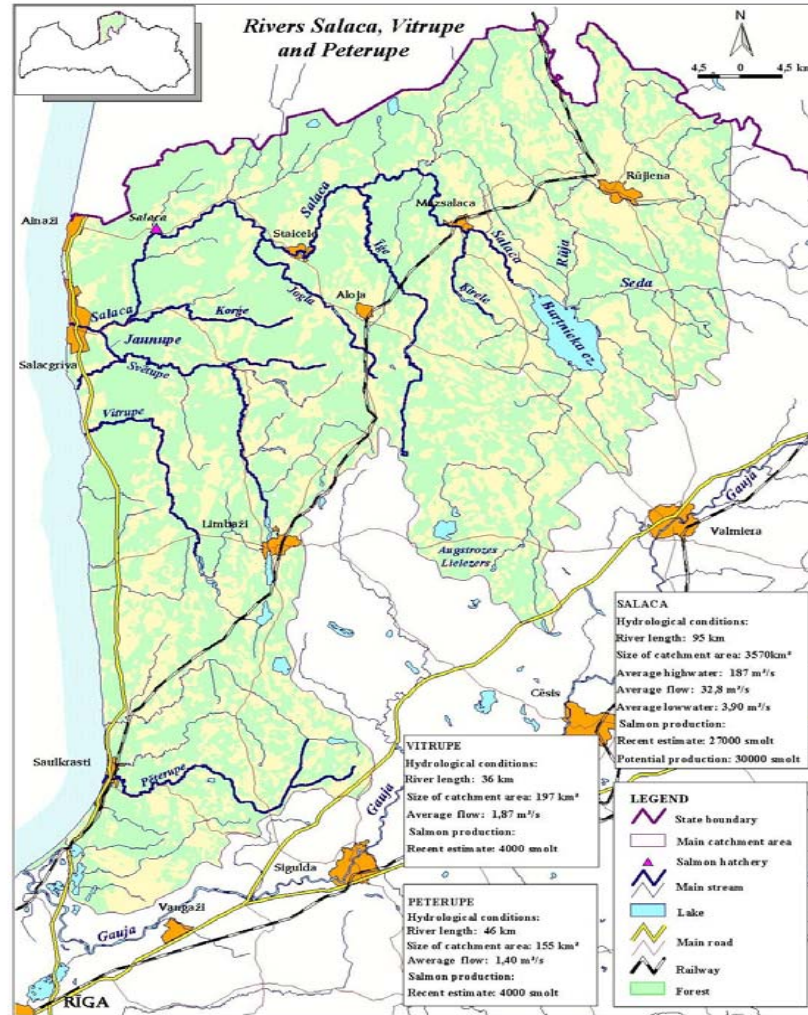 Rivers Salaca, Vitrupe
and Peterupe
N
4,5 0 4,5 km
Rūjiena
Ainaži
Salaca
Salaca
Mazsalaca
Staicele
Īge
Salaca
Rūja
Seda
Jogla
Aloja
Ķirele
Salaca
Korģe
Burtnieka ez.
Jaunupe
Salacgrīva
Svētupe
Vitrupe
Gauja
Limbaži
Valmiera
Augstrozes
Lielezers
SALACA
Hydrological conditions:
River length: 95 km
Size of catchment area: 3570km²
Average highwater: 187 m³/s
Average flow: 32,8 m³/s
Average lowwater: 3,90 m³/s
Salmon production:
Recent estimate: 27000 smolt
Potential production: 30000 smolt
Cēsis
VITRUPE
Hydrological conditions:
River length: 36 km
Size of catchment area: 197 km²
Average flow: 1,87 m³/s
Salmon production:
Recent estimate: 4000 smolt
Saulkrasti
Pēterupe
Gauja
Sigulda
Vangaži
Gauja
RĪGA
PETERUPE
Hydrological conditions:
River length: 46 km
Size of catchment area: 155 km²
Awerage flow: 1,40 m³/s
Salmon production:
Recent estimate: 4000 smolt
LEGEND
State boundary
Main catchment area
Salmon hatchery
Main stream
Lake
Main road
Railway
Forest